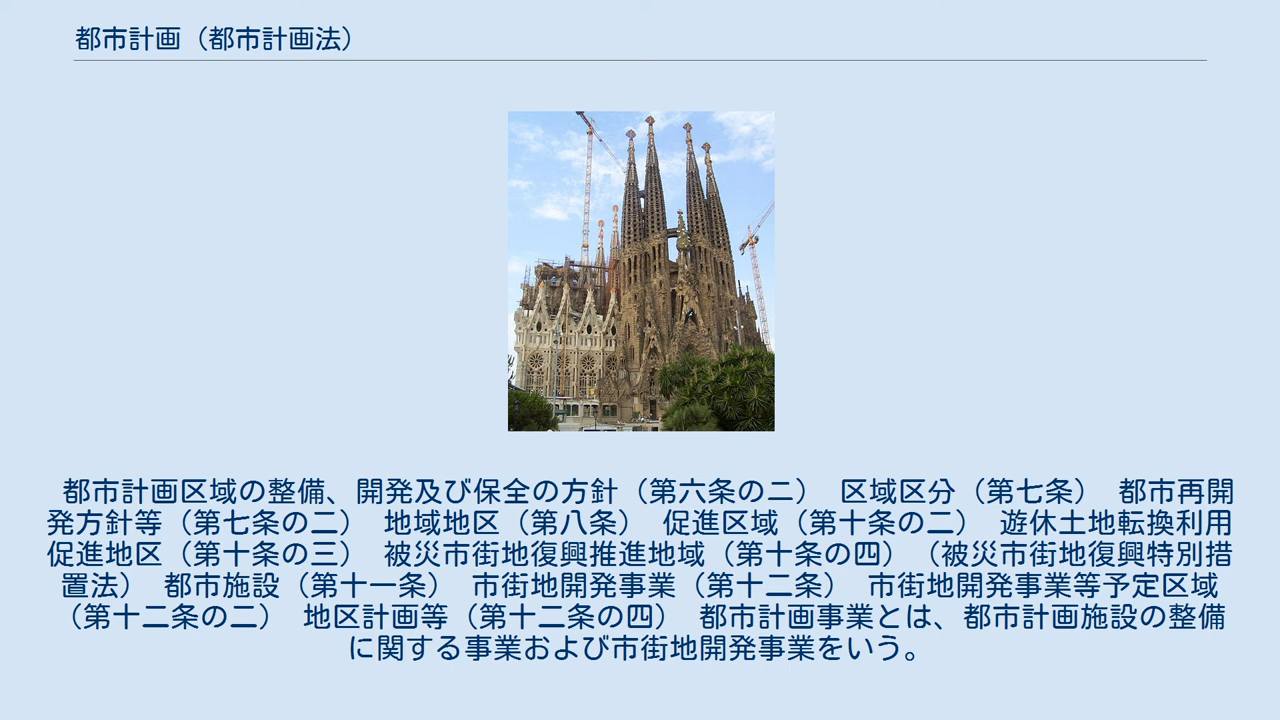 都市計画（都市計画法）
都市計画区域の整備、開発及び保全の方針（第六条の二）　区域区分（第七条）　都市再開
発方針等（第七条の二）　地域地区（第八条）　促進区域（第十条の二）　遊休土地転換利用
促進地区（第十条の三）　被災市街地復興推進地域（第十条の四）（被災市街地復興特別措
置法）　都市施設（第十一条）　市街地開発事業（第十二条）　市街地開発事業等予定区域
（第十二条の二）　地区計画等（第十二条の四）　都市計画事業とは、都市計画施設の整備
に関する事業および市街地開発事業をいう。